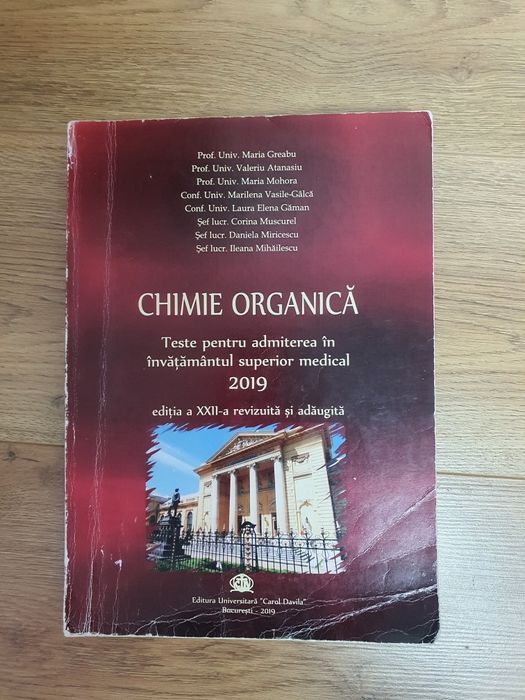 Prof. Univ. Maria Greabu
Prof. Univ. Valeriu Atanasiu
Prof. Univ. Maria Mohora
Conf. Univ. Marilena Vasile-Gâlcă
Conf. Univ. Laura Elena Găman
Şef lucr. Corina Muscurel
Şef lucr. Daniela Miricescu
Şef lucr. Ileana Mihăilescu
CHIMIE ORGANICĂ
Teste pentru admiterea în
învăţământul superior medical
2019
ediţia a XXII-a revizuită şi adăugită
Editura Universitară "Carol Davila"
Bucureşti - 2019